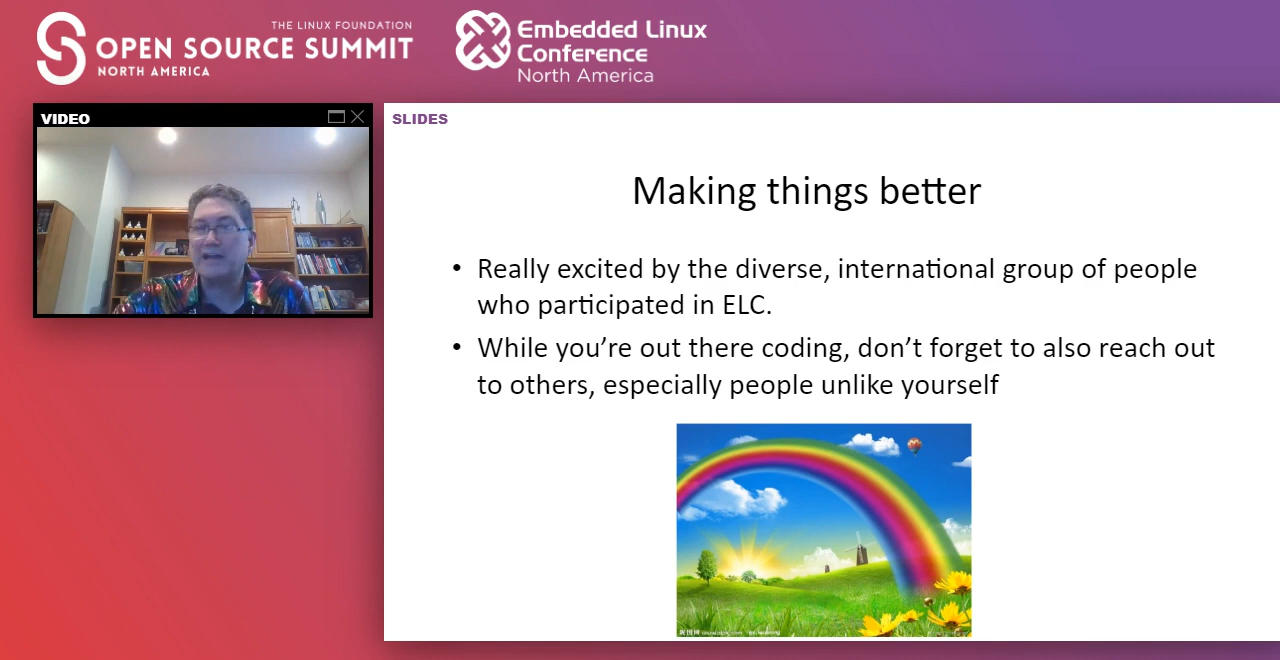 THE LINUX FOUNDATION
OPEN SOURCE SUMMIT
NORTH AMERICA
Embedded Linux
Conference
North America
VIDEO
SLIDES
Making things better
• Really excited by the diverse, international group of people
who participated in ELC.
• While you’re out there coding, don’t forget to also reach out
to others, especially people unlike yourself